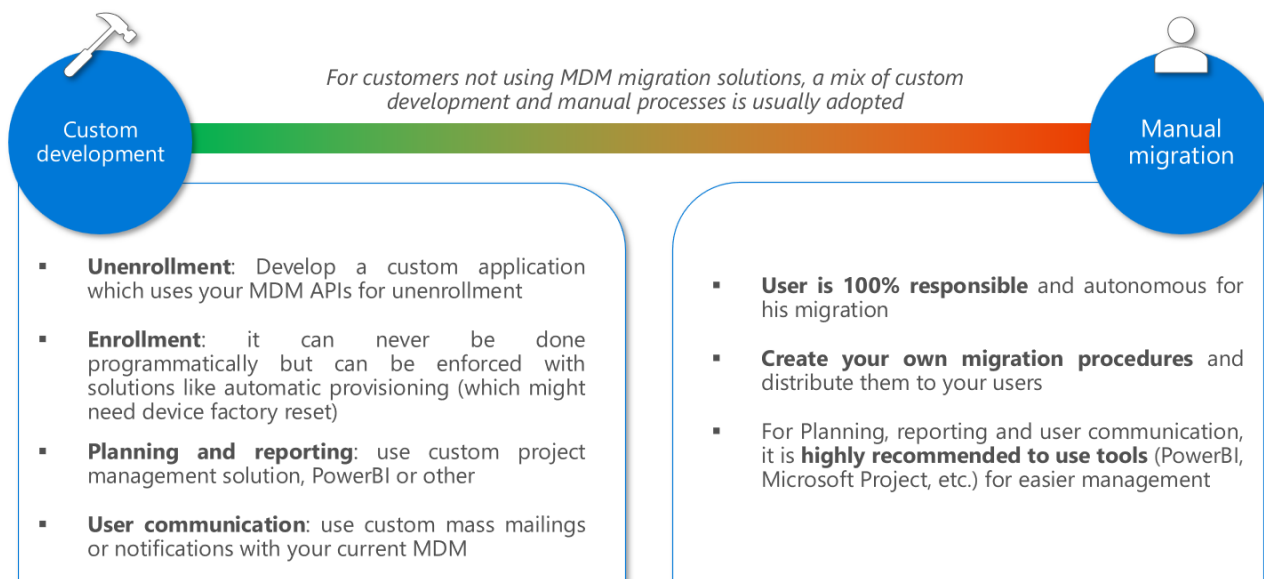 For customers not using MDM migration solutions, a mix of custom
development and manual processes is usually adopted
Custom
development
Manual
migration
▪ Unenrollment: Develop a custom application
which uses your MDM APIs for unenrollment
▪ Enrollment: it can never be done
programmatically but can be enforced with
solutions like automatic provisioning (which might
need device factory reset)
▪ Planning and reporting: use custom project
management solution, PowerBI or other
▪ User communication: use custom mass mailings
or notifications with your current MDM
▪ User is 100% responsible and autonomous for
his migration
▪ Create your own migration procedures and
distribute them to your users
▪ For Planning, reporting and user communication,
it is highly recommended to use tools (PowerBI,
Microsoft Project, etc.) for easier management